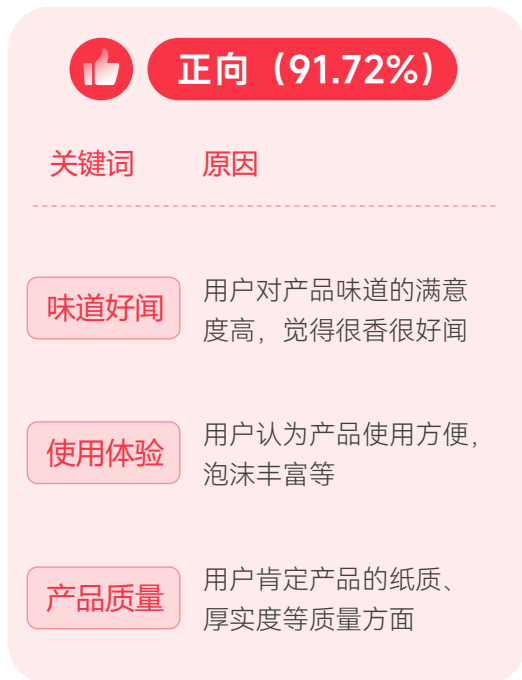 正向（91.72%）
关键词 原因
味道好闻
用户对产品味道的满意
度高，觉得很香很好闻
使用体验
用户认为产品使用方便，
泡沫丰富等
产品质量
用户肯定产品的纸质、
厚实度等质量方面